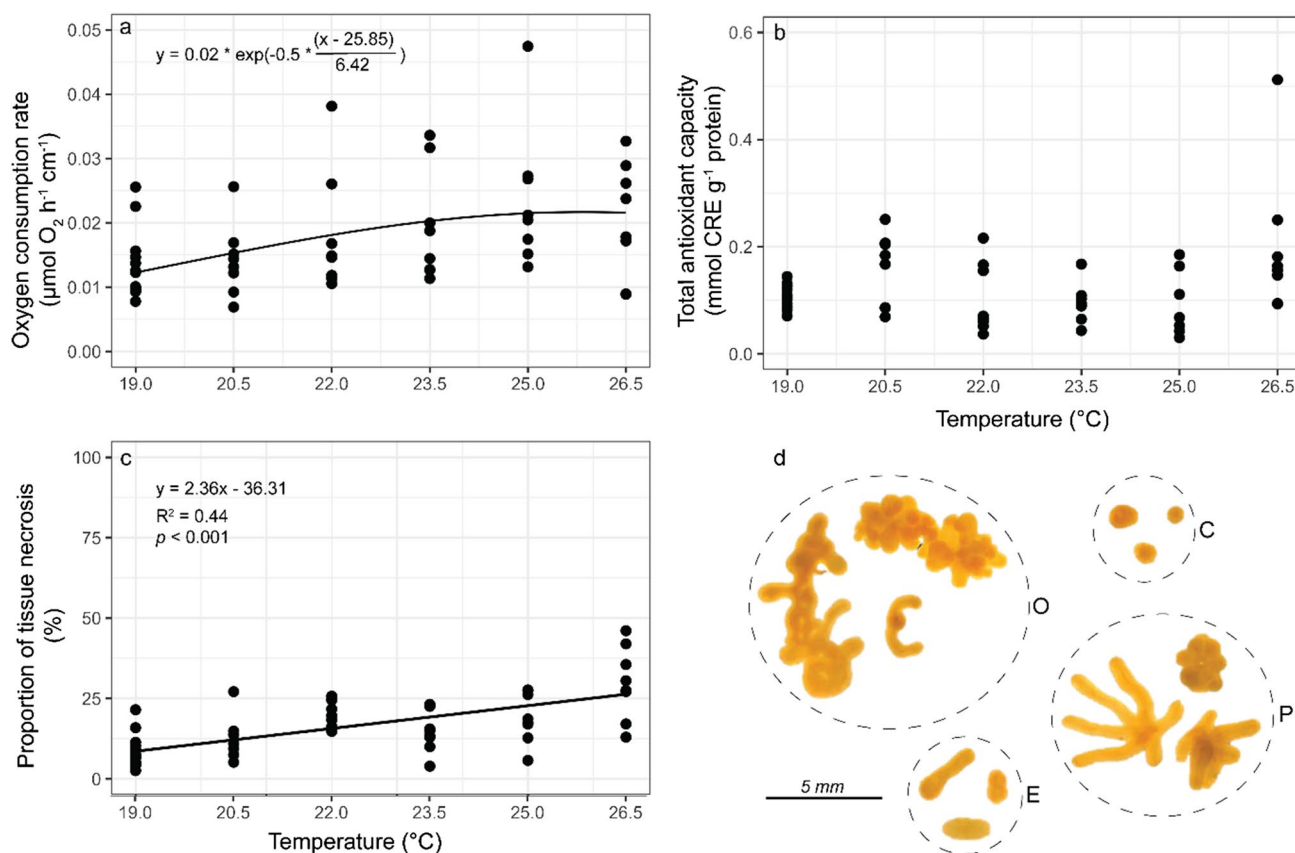 a
y = 0.02 * exp(-0.5 * (x - 25.85) / 6.42 )
Oxygen consumption rate
(µmol O₂ h⁻¹ cm⁻¹)
0.05
0.04
0.03
0.02
0.01
0.00
19.0 20.5 22.0 23.5 25.0 26.5
b
Total antioxidant capacity
(mmol CRE g⁻¹ protein)
0.6
0.4
0.2
0.0
19.0 20.5 22.0 23.5 25.0 26.5
Temperature (°C)
c
y = 2.36x - 36.31
R² = 0.44
p < 0.001
Proportion of tissue necrosis
(%)
100
75
50
25
0
19.0 20.5 22.0 23.5 25.0 26.5
Temperature (°C)
d
C
O
P
E
5 mm